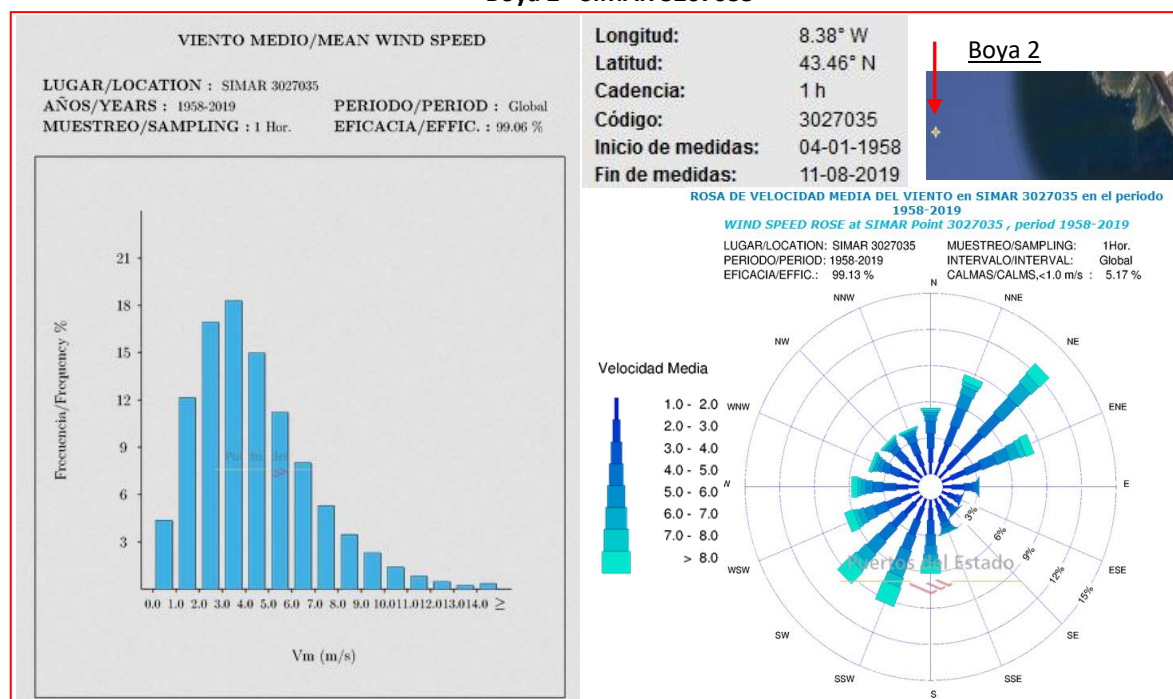 Boya 2 - SIMAR
VIENTO MEDIO/MEAN WIND SPEED
LUGAR/LOCATION : SIMAR 3027035
AÑOS/YEARS : 1958-2019 PERIODO/PERIOD : Global
MUESTREO/SAMPLING : 1 Hor. EFICACIA/EFFIC. : 99.06 %
Frecuencia/Frequency %
21
18
15
12
9
6
3
0.0 1.0 2.0 3.0 4.0 5.0 6.0 7.0 8.0 9.0 10.0 11.0 12.0 13.0 14.0 ≥
Vm (m/s)
Longitud: 8.38° W
Latitud: 43.46° N
Cadencia: 1 h
Código: 3027035
Inicio de medidas: 04-01-1958
Fin de medidas: 11-08-2019
Boya 2
ROSA DE VELOCIDAD MEDIA DEL VIENTO en SIMAR 3027035 en el periodo
1958-2019
WIND SPEED ROSE at SIMAR Point 3027035 , period 1958-2019
LUGAR/LOCATION: SIMAR 3027035 MUESTREO/SAMPLING: 1Hor.
PERIODO/PERIOD: 1958-2019 INTERVALO/INTERVAL: Global
EFICACIA/EFFIC.: 99.13 % CALMAS/CALMS,<1.0 m/s : 5.17 %
Velocidad Media
1.0 - 2.0
2.0 - 3.0
3.0 - 4.0
4.0 - 5.0
5.0 - 6.0
6.0 - 7.0
7.0 - 8.0
> 8.0
N
NNE
NE
ENE
E
ESE
SE
SSE
S
SSW
SW
WSW
W
WNW
NW
NNW
3%
6%
9%
12%
15%
Puertos del Estado